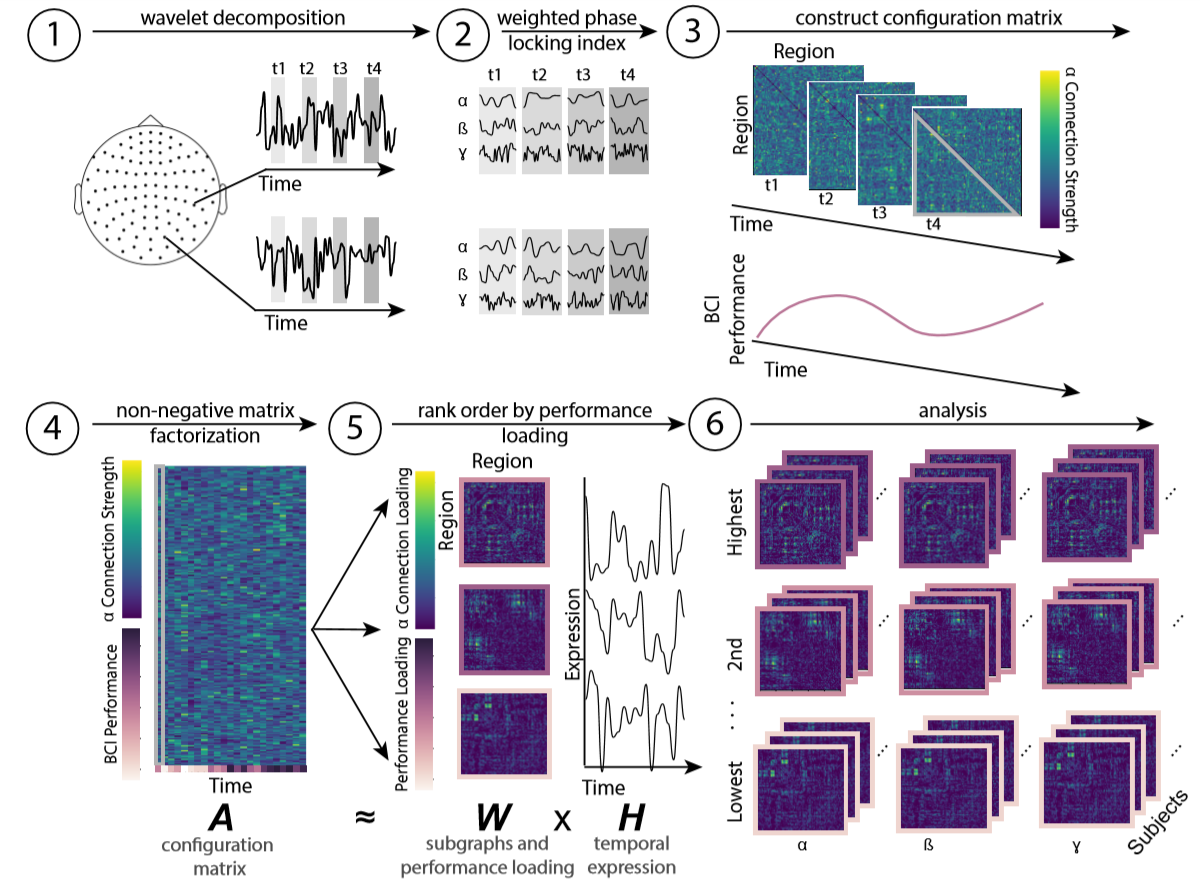 1
wavelet decomposition
t1 t2 t3 t4
Time
Time
2
weighted phase
locking index
t1 t2 t3 t4
α
ß
ɣ
α
ß
ɣ
3
construct configuration matrix
Region
Region
t1
t2
t3
t4
Time
α Connection Strength
BCI
Performance
Time
4
non-negative matrix
factorization
α Connection Strength
BCI Performance
Time
A
configuration
matrix
≈
5
rank order by performance
loading
Region
Region
α Connection Loading
Performance Loading
Expression
Time
W x H
subgraphs and
performance loading
temporal
expression
6
analysis
Highest
...
...
...
2nd
...
...
...
....
Lowest
...
...
...
α ß ɣ
Subjects